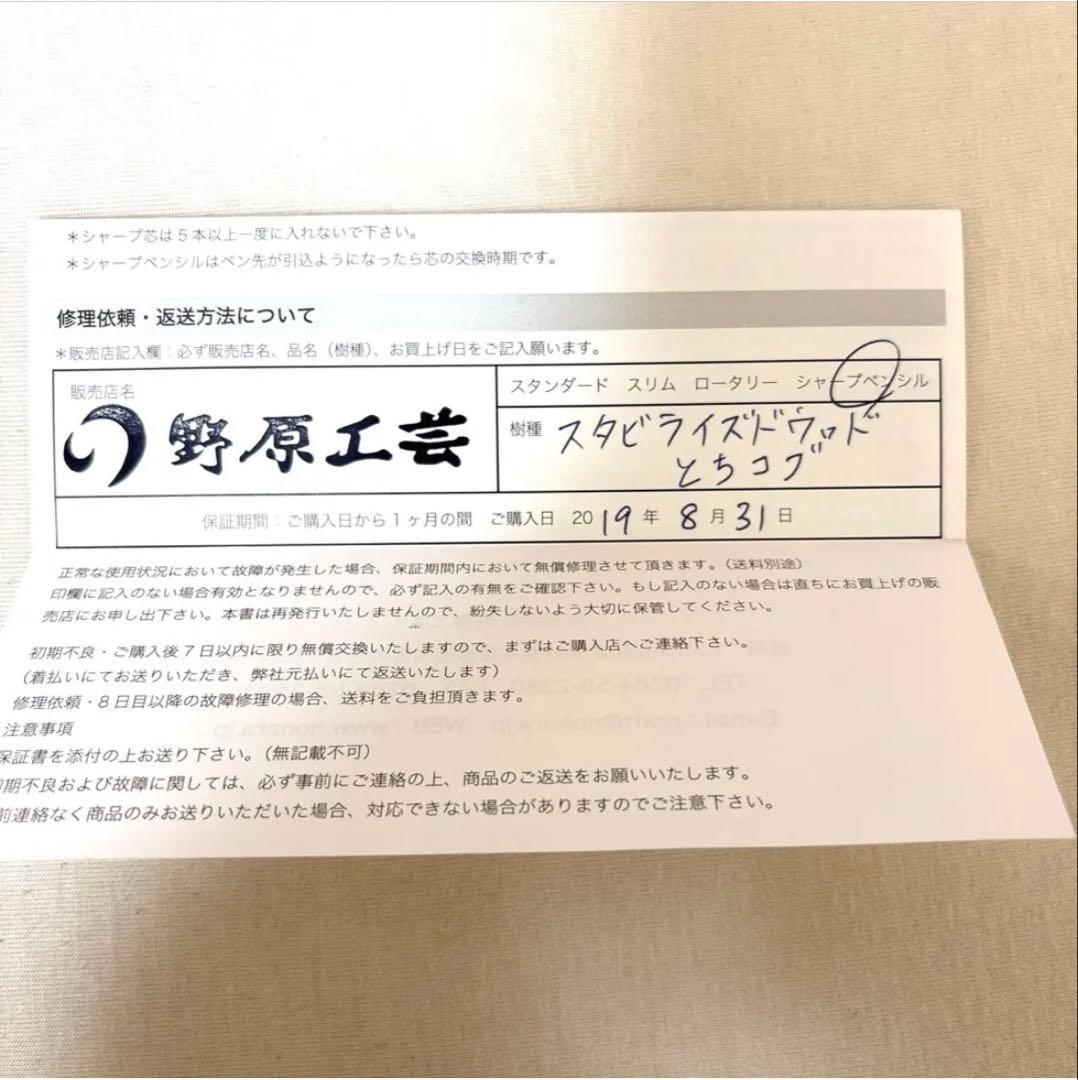 ＊シャープ芯は5本以上一度に入れないで下さい。
＊シャープペンシルはペン先が引込ようになったら芯の交換時期です。
修理依頼・返送方法について
＊販売店記入欄：必ず販売店名、品名（樹種）、お買上げ日をご記入願います。
販売店名
野原工芸
スタンダード　スリム　ロータリー　シャープペンシル
樹種 スタビライズドウッド
とちコブ
保証期間：ご購入日から1ヶ月の間　ご購入日　2019年8月31日
正常な使用状況において故障が発生した場合、保証期間内において無償修理させて頂きます。（送料別途）
印欄に記入のない場合有効となりませんので、必ず記入の有無をご確認下さい。もし記入のない場合は直ちにお買上げの販
売店にお申し出下さい。本書は再発行いたしませんので、紛失しないよう大切に保管してください。
初期不良・ご購入後7日以内に限り無償交換いたしますので、まずはご購入店へご連絡下さい。
（着払いにてお送りいただき、弊社元払いにて返送いたします）
修理依頼・8日目以降の故障修理の場合、送料をご負担頂きます。
注意事項
保証書を添付の上お送り下さい。（無記載不可）
期不良および故障に関しては、必ず事前にご連絡の上、商品のご返送をお願いいたします。
前連絡なく商品のみお送りいただいた場合、対応できない場合がありますのでご注意下さい。